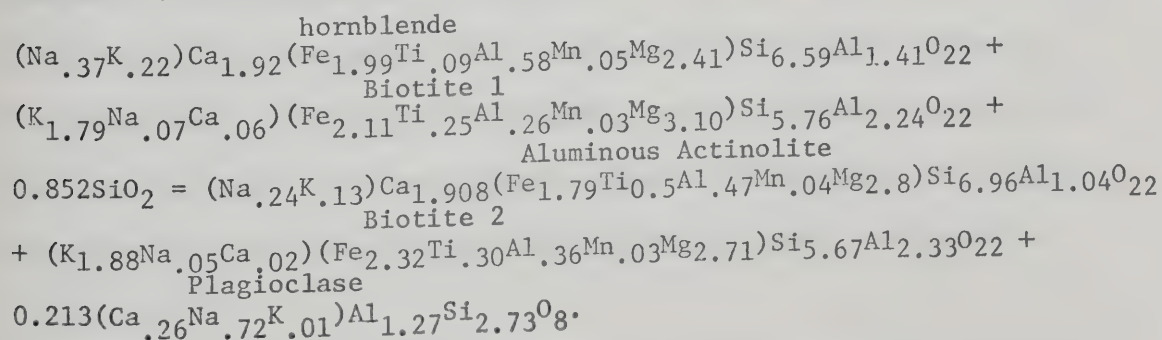 hornblende
(Na.37K.22)Ca1.92(Fe1.99Ti.09Al.58Mn.05Mg2.41)Si6.59Al1.41O22 +
Biotite 1
(K1.79Na.07Ca.06)(Fe2.11Ti.25Al.26Mn.03Mg3.10)Si5.76Al2.24O22 +
Aluminous Actinolite
0.852SiO2 = (Na.24K.13)Ca1.908(Fe1.79Ti0.5Al.47Mn.04Mg2.8)Si6.96Al1.04O22
Biotite 2
+ (K1.88Na.05Ca.02)(Fe2.32Ti.30Al.36Mn.03Mg2.71)Si5.67Al2.33O22 +
Plagioclase
0.213(Ca.26Na.72K.01)Al1.27Si2.73O8.